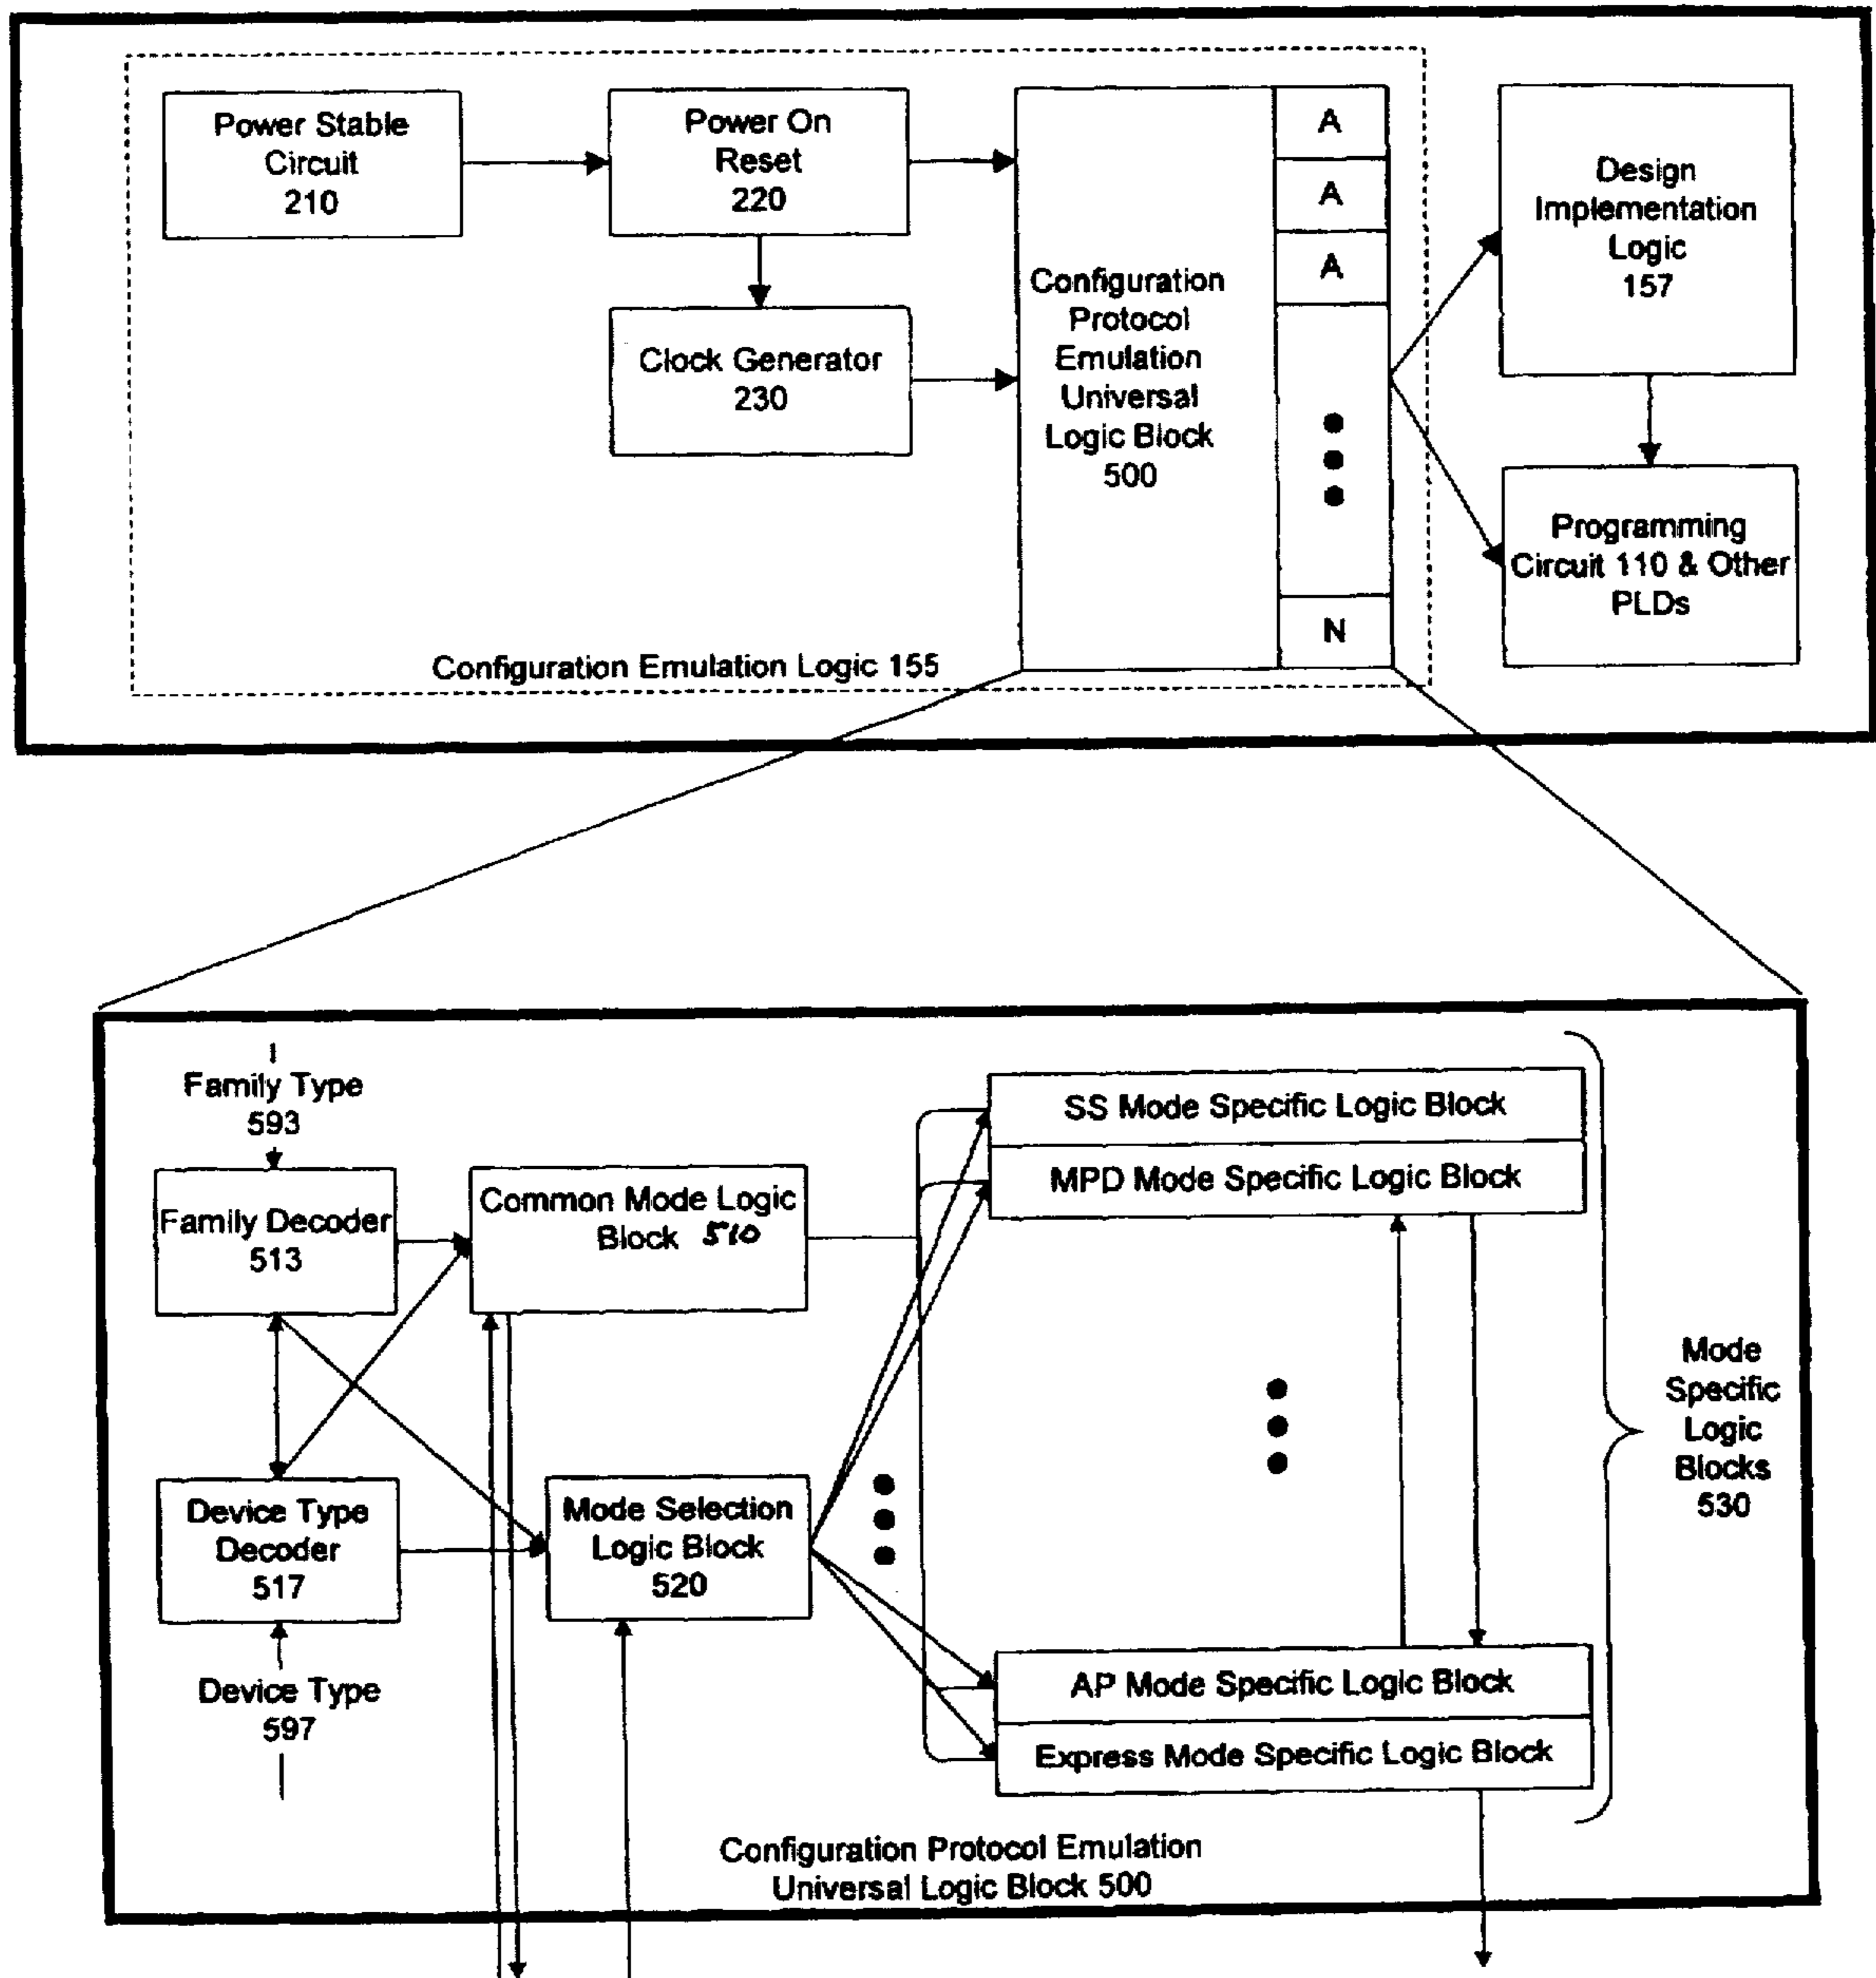 Power Stable
Circuit
210
Power On
Reset
220
Clock Generator
230
Configuration
Protocol
Emulation
Universal
Logic Block
500
A
A
A
N
Design
Implementation
Logic
157
Programming
Circuit 110 & Other
PLDs
Configuration Emulation Logic 155
Family Type
593
Family Decoder
513
Common Mode Logic
Block 510
SS Mode Specific Logic Block
MPD Mode Specific Logic Block
Device Type
Decoder
517
Mode Selection
Logic Block
520
Device Type
597
AP Mode Specific Logic Block
Express Mode Specific Logic Block
Mode
Specific
Logic
Blocks
530
Configuration Protocol Emulation
Universal Logic Block 500